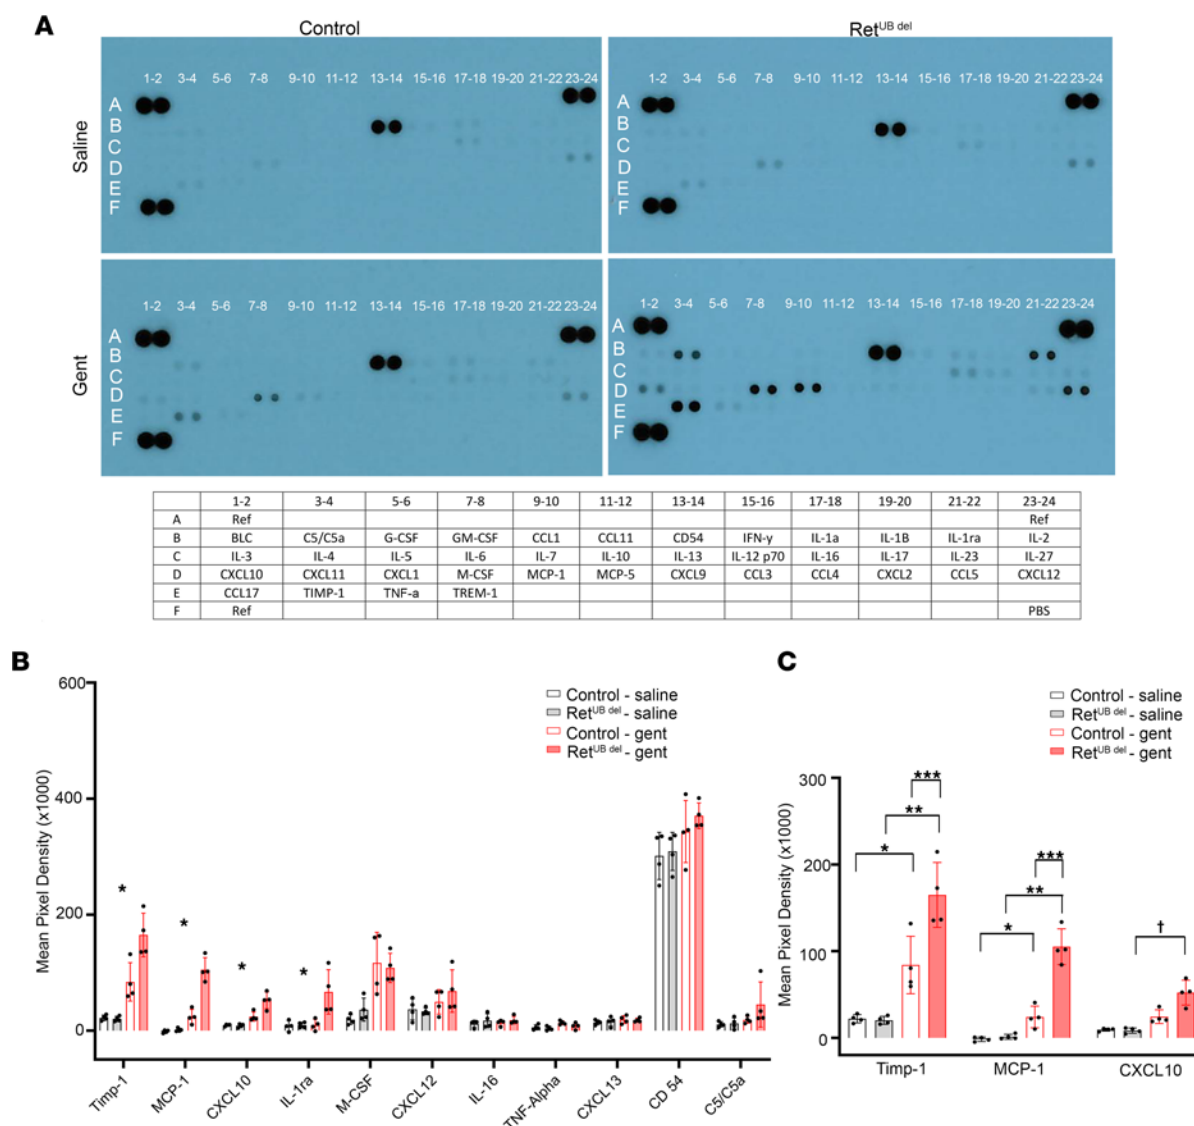 A
Control
Ret^UB del
Saline
1-2 3-4 5-6 7-8 9-10 11-12 13-14 15-16 17-18 19-20 21-22 23-24
A
B
C
D
E
F
1-2 3-4 5-6 7-8 9-10 11-12 13-14 15-16 17-18 19-20 21-22 23-24
A
B
C
D
E
F
Gent
1-2 3-4 5-6 7-8 9-10 11-12 13-14 15-16 17-18 19-20 21-22 23-24
A
B
C
D
E
F
1-2 3-4 5-6 7-8 9-10 11-12 13-14 15-16 17-18 19-20 21-22 23-24
A
B
C
D
E
F
1-2 3-4 5-6 7-8 9-10 11-12 13-14 15-16 17-18 19-20 21-22 23-24
A Ref Ref
B BLC C5/C5a G-CSF GM-CSF CCL1 CCL11 CD54 IFN-y IL-1a IL-1B IL-1ra IL-2
C IL-3 IL-4 IL-5 IL-6 IL-7 IL-10 IL-13 IL-12 p70 IL-16 IL-17 IL-23 IL-27
D CXCL10 CXCL11 CXCL1 M-CSF MCP-1 MCP-5 CXCL9 CCL3 CCL4 CXCL2 CCL5 CXCL12
E CCL17 TIMP-1 TNF-a TREM-1
F Ref PBS
B
Mean Pixel Density (x1000)
600
400
200
0
Control - saline
Ret^UB del - saline
Control - gent
Ret^UB del - gent
* * * *
Timp-1 MCP-1 CXCL10 IL-1ra M-CSF CXCL12 IL-16 TNF-Alpha CXCL13 CD 54 C5/C5a
C
Control - saline
Ret^UB del - saline
Control - gent
Ret^UB del - gent
Mean Pixel Density (x1000)
300
200
100
0
***
**
*
***
**
*
†
Timp-1 MCP-1 CXCL10